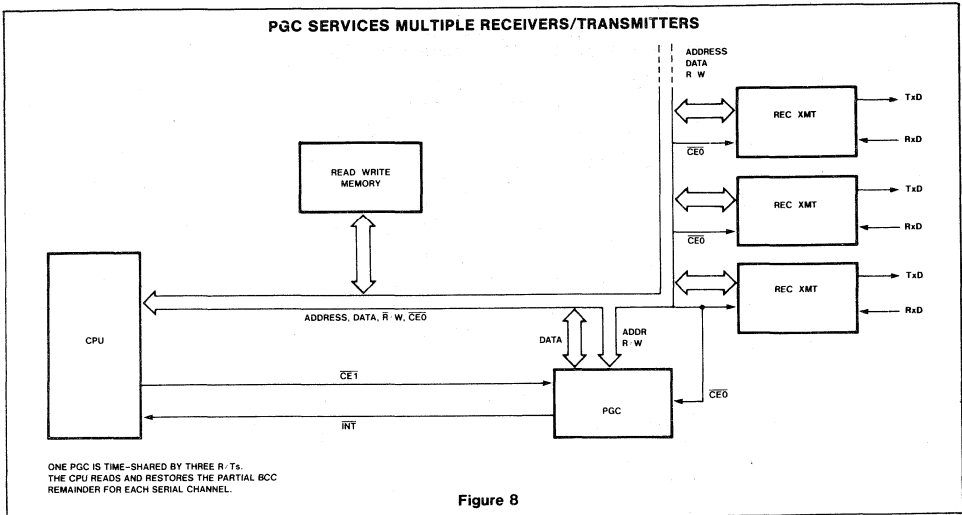 PGC SERVICES MULTIPLE RECEIVERS/TRANSMITTERS
ADDRESS
DATA
R W
REC XMT
TxD
RxD
CE0
READ WRITE
MEMORY
REC XMT
TxD
RxD
CE0
REC XMT
TxD
RxD
CPU
ADDRESS, DATA, R/W, CE0
DATA
ADDR
R/W
CE1
PGC
CE0
INT
ONE PGC IS TIME-SHARED BY THREE R/Ts.
THE CPU READS AND RESTORES THE PARTIAL BCC
REMAINDER FOR EACH SERIAL CHANNEL.
Figure 8